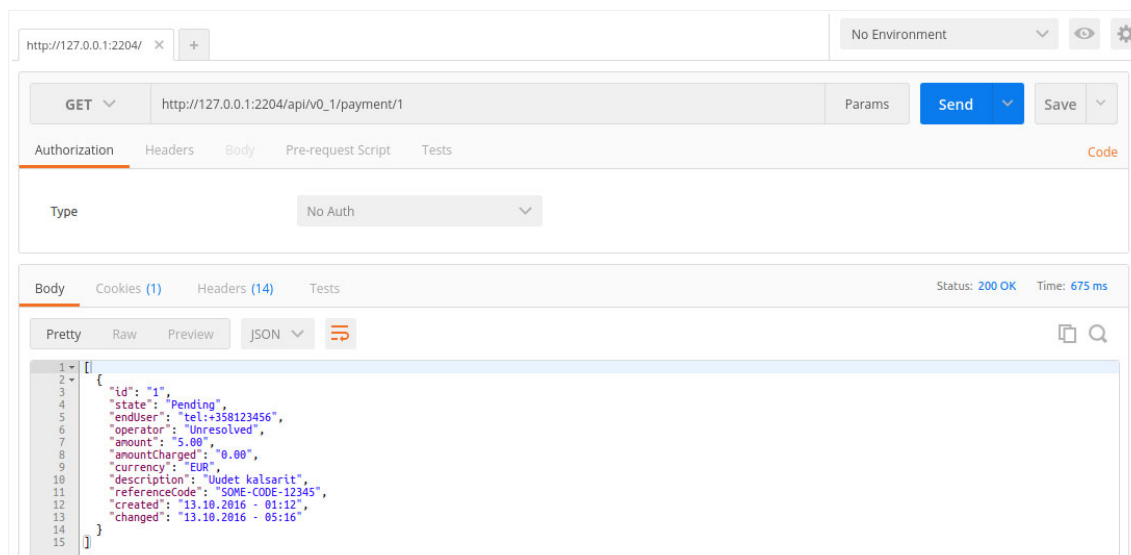 http://127.0.0.1:2204/ × +
No Environment
GET http://127.0.0.1:2204/api/v0_1/payment/1 Params Send Save
Authorization Headers Body Pre-request Script Tests Code
Type No Auth
Body Cookies (1) Headers (14) Tests Status: 200 OK Time: 675 ms
Pretty Raw Preview JSON
1 [
2 {
3 "id": "1",
4 "state": "Pending",
5 "endUser": "tel:+358123456",
6 "operator": "Unresolved",
7 "amount": "5.00",
8 "amountCharged": "0.00",
9 "currency": "EUR",
10 "description": "Uudet kalsarit",
11 "referenceCode": "SOME-CODE-12345",
12 "created": "13.10.2016 - 01:12",
13 "changed": "13.10.2016 - 05:16"
14 }
15 ]